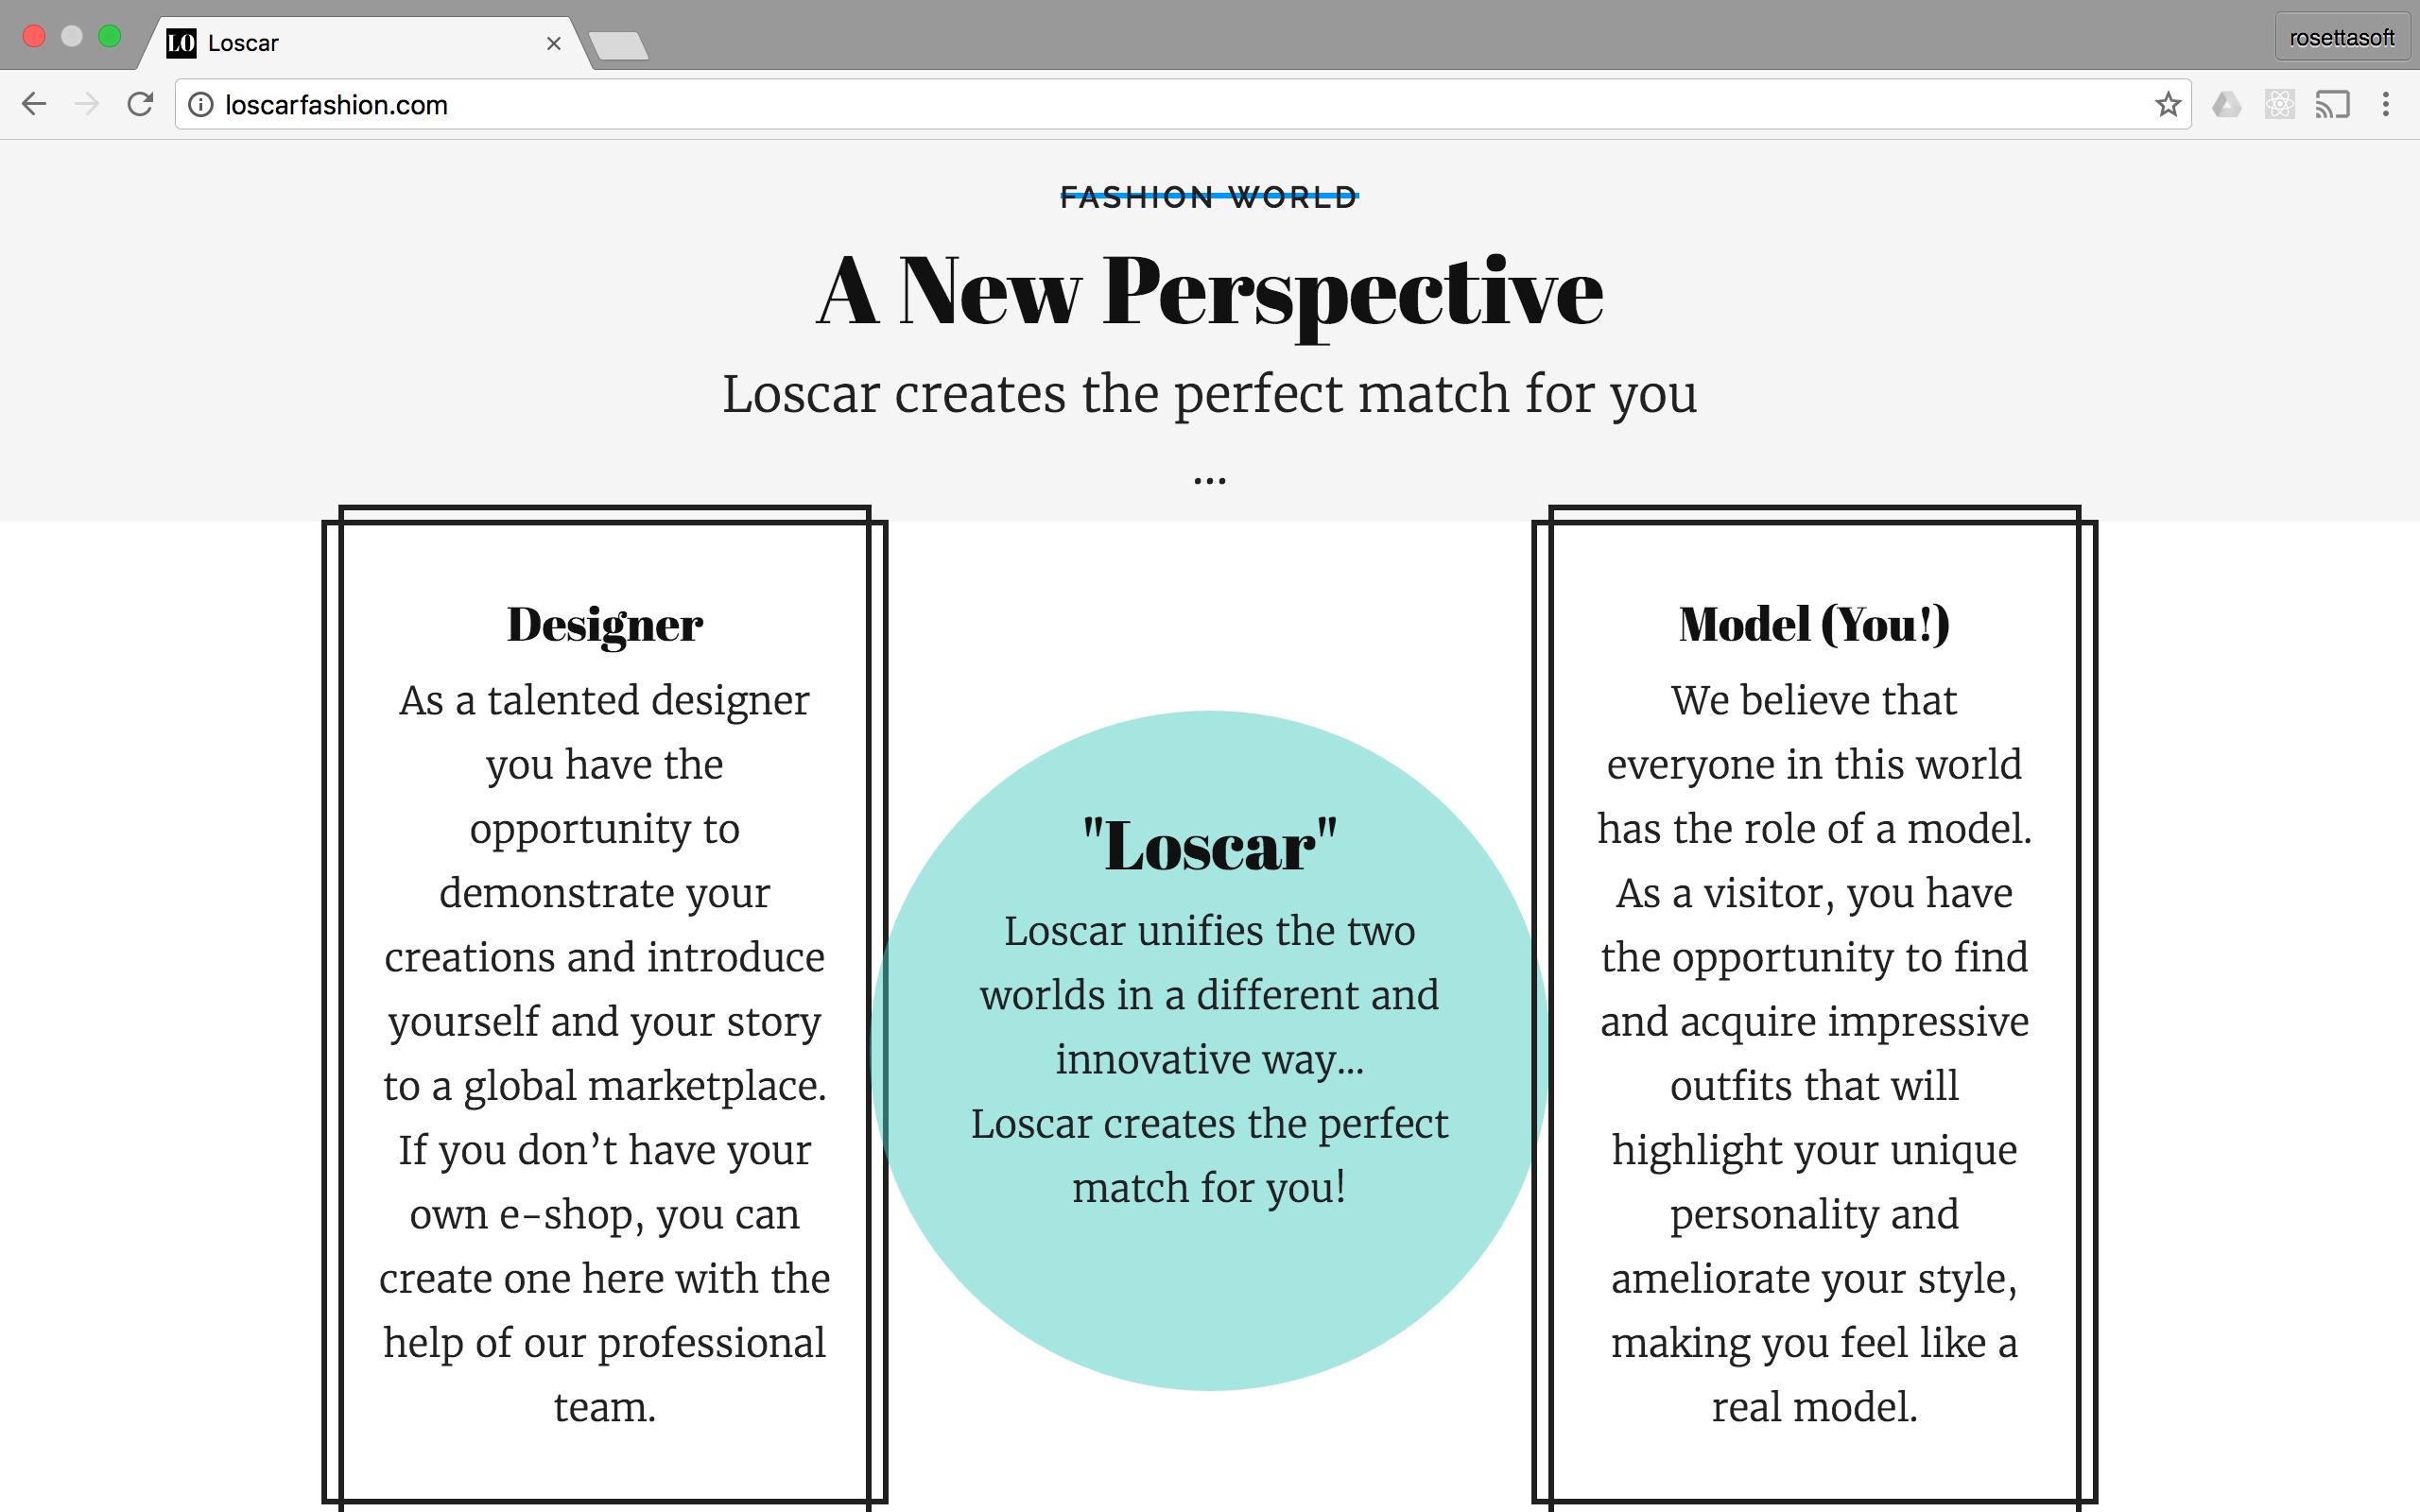 LO Loscar
rosettasoft
loscarfashion.com
FASHION WORLD
A New Perspective
Loscar creates the perfect match for you
...
Designer
As a talented designer
you have the
opportunity to
demonstrate your
creations and introduce
yourself and your story
to a global marketplace.
If you don’t have your
own e-shop, you can
create one here with the
help of our professional
team.
"Loscar"
Loscar unifies the two
worlds in a different and
innovative way...
Loscar creates the perfect
match for you!
Model (You!)
We believe that
everyone in this world
has the role of a model.
As a visitor, you have
the opportunity to find
and acquire impressive
outfits that will
highlight your unique
personality and
ameliorate your style,
making you feel like a
real model.